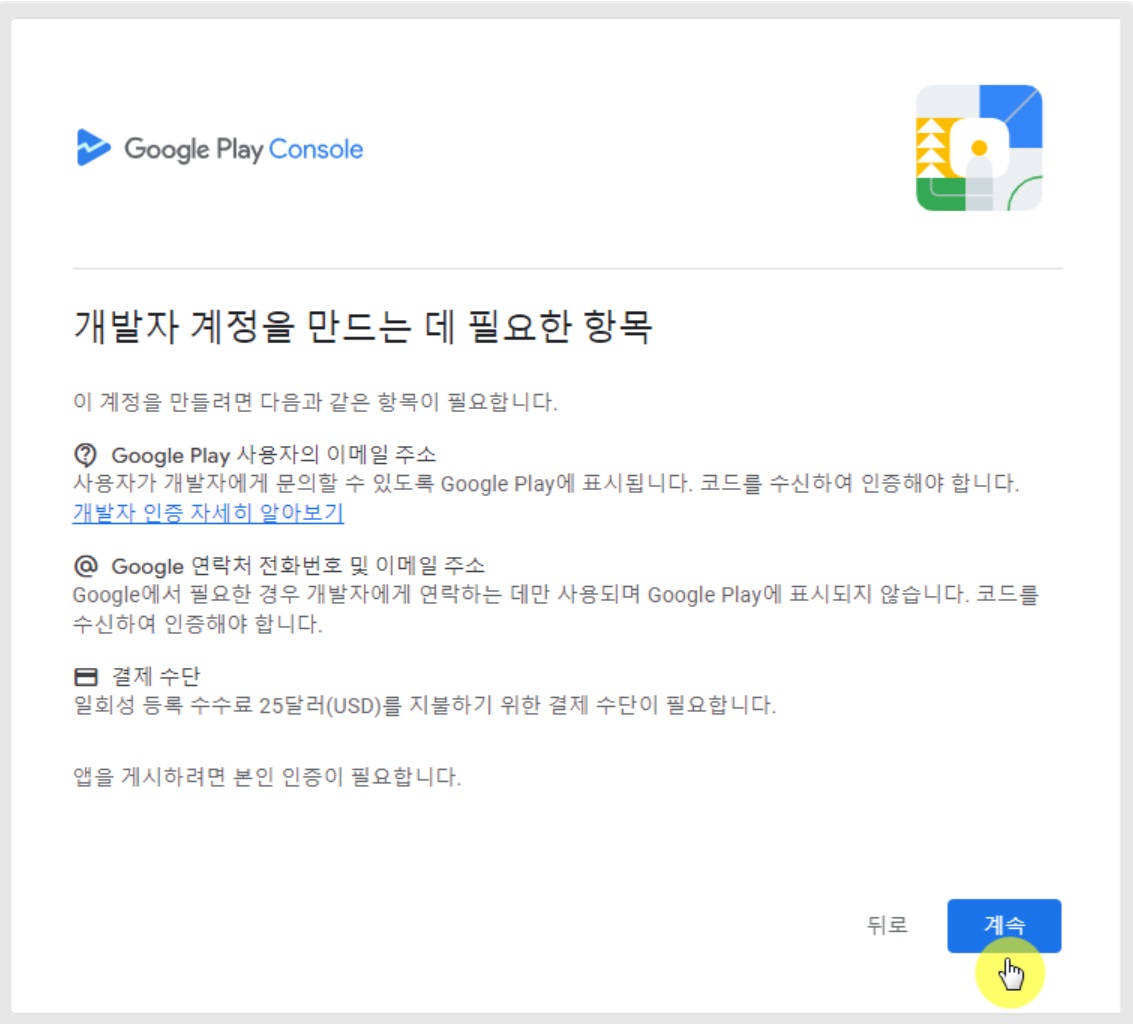 Google Play Console
개발자 계정을 만드는 데 필요한 항목
이 계정을 만들려면 다음과 같은 항목이 필요합니다.
Google Play 사용자의 이메일 주소
사용자가 개발자에게 문의할 수 있도록 Google Play에 표시됩니다. 코드를 수신하여 인증해야 합니다.
개발자 인증 자세히 알아보기
Google 연락처 전화번호 및 이메일 주소
Google에서 필요한 경우 개발자에게 연락하는 데만 사용되며 Google Play에 표시되지 않습니다. 코드를
수신하여 인증해야 합니다.
결제 수단
일회성 등록 수수료 25달러(USD)를 지불하기 위한 결제 수단이 필요합니다.
앱을 게시하려면 본인 인증이 필요합니다.
뒤로 계속